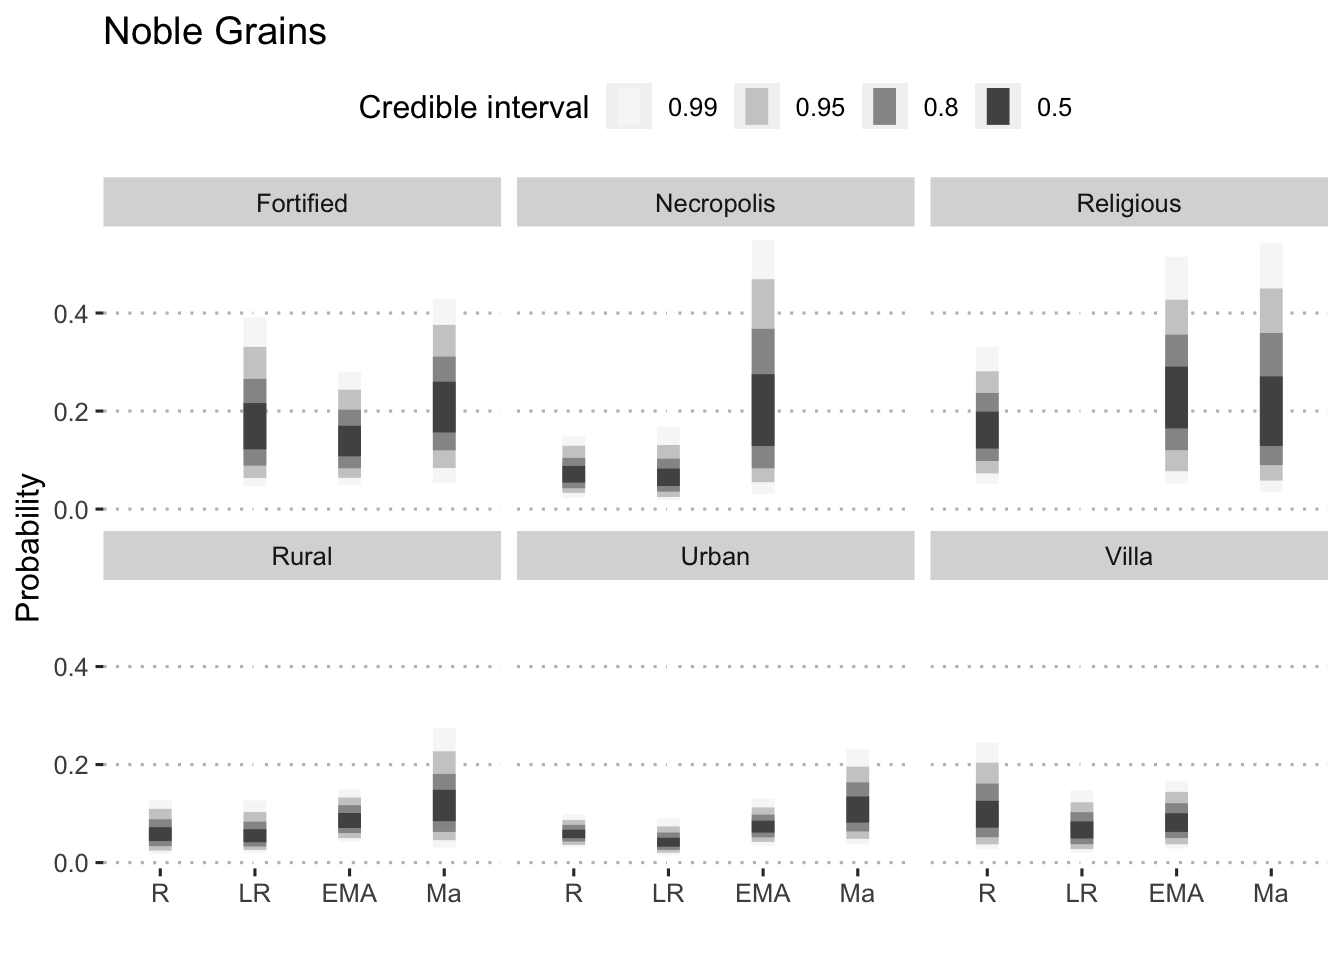 Noble Grains
Credible interval 0.99 0.95 0.8 0.5
Fortified Necropolis Religious
0.4
0.2
0.0
Probability
Rural Urban Villa
0.4
0.2
0.0
R LR EMA Ma R LR EMA Ma R LR EMA Ma